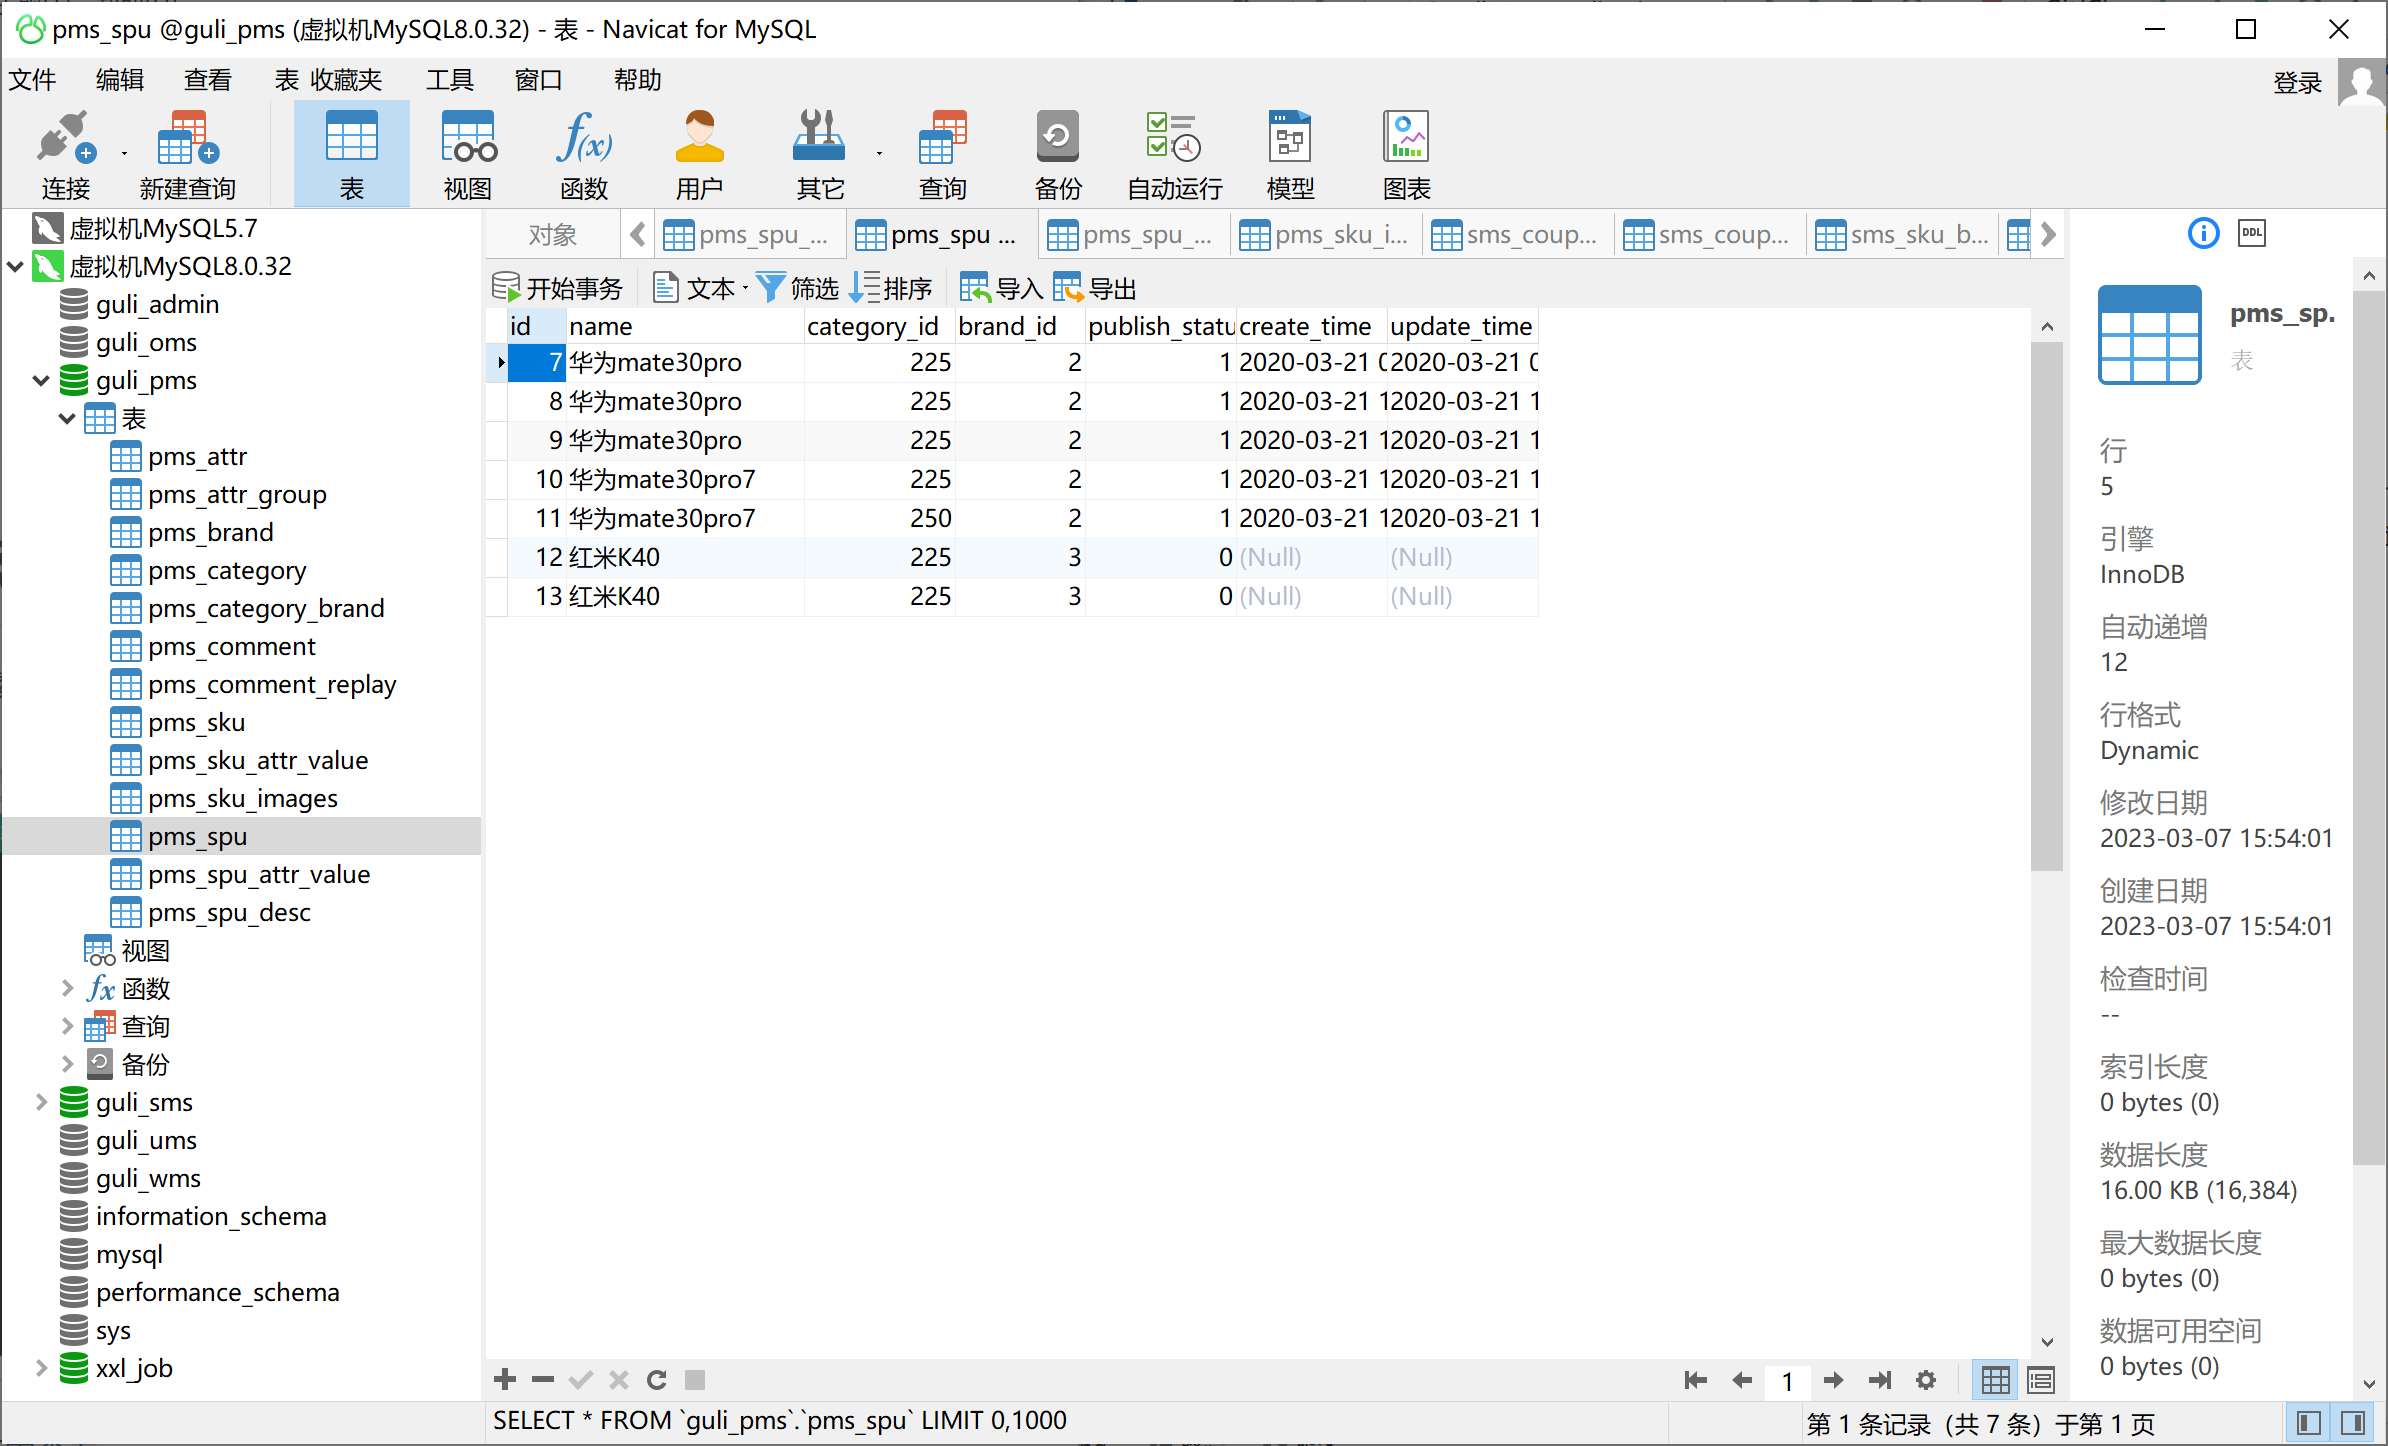 pms_spu @guli_pms (虚拟机MySQL8.0.32) - 表 - Navicat for MySQL
文件 编辑 查看 表 收藏夹 工具 窗口 帮助 登录
连接 新建查询 表 视图 函数 用户 其它 查询 备份 自动运行 模型 图表
虚拟机MySQL5.7
虚拟机MySQL8.0.32
guli_admin
guli_oms
guli_pms
表
pms_attr
pms_attr_group
pms_brand
pms_category
pms_category_brand
pms_comment
pms_comment_replay
pms_sku
pms_sku_attr_value
pms_sku_images
pms_spu
pms_spu_attr_value
pms_spu_desc
视图
函数
查询
备份
guli_sms
guli_ums
guli_wms
information_schema
mysql
performance_schema
sys
xxl_job
对象 pms_spu_... pms_spu ... pms_spu_... pms_sku_i... sms_coup... sms_coup... sms_sku_b...
开始事务 文本 筛选 排序 导入 导出
id name category_id brand_id publish_statu create_time update_time
7 华为mate30pro 225 2 1 2020-03-21 0 2020-03-21 0
8 华为mate30pro 225 2 1 2020-03-21 1 2020-03-21 1
9 华为mate30pro 225 2 1 2020-03-21 1 2020-03-21 1
10 华为mate30pro7 225 2 1 2020-03-21 1 2020-03-21 1
11 华为mate30pro7 250 2 1 2020-03-21 1 2020-03-21 1
12 红米K40 225 3 0 (Null) (Null)
13 红米K40 225 3 0 (Null) (Null)
1
SELECT * FROM `guli_pms`.`pms_spu` LIMIT 0,1000
第 1 条记录 (共 7 条) 于第 1 页
DDL
pms_sp.
表
行
5
引擎
InnoDB
自动递增
12
行格式
Dynamic
修改日期
2023-03-07 15:54:01
创建日期
2023-03-07 15:54:01
检查时间
--
索引长度
0 bytes (0)
数据长度
16.00 KB (16,384)
最大数据长度
0 bytes (0)
数据可用空间
0 bytes (0)